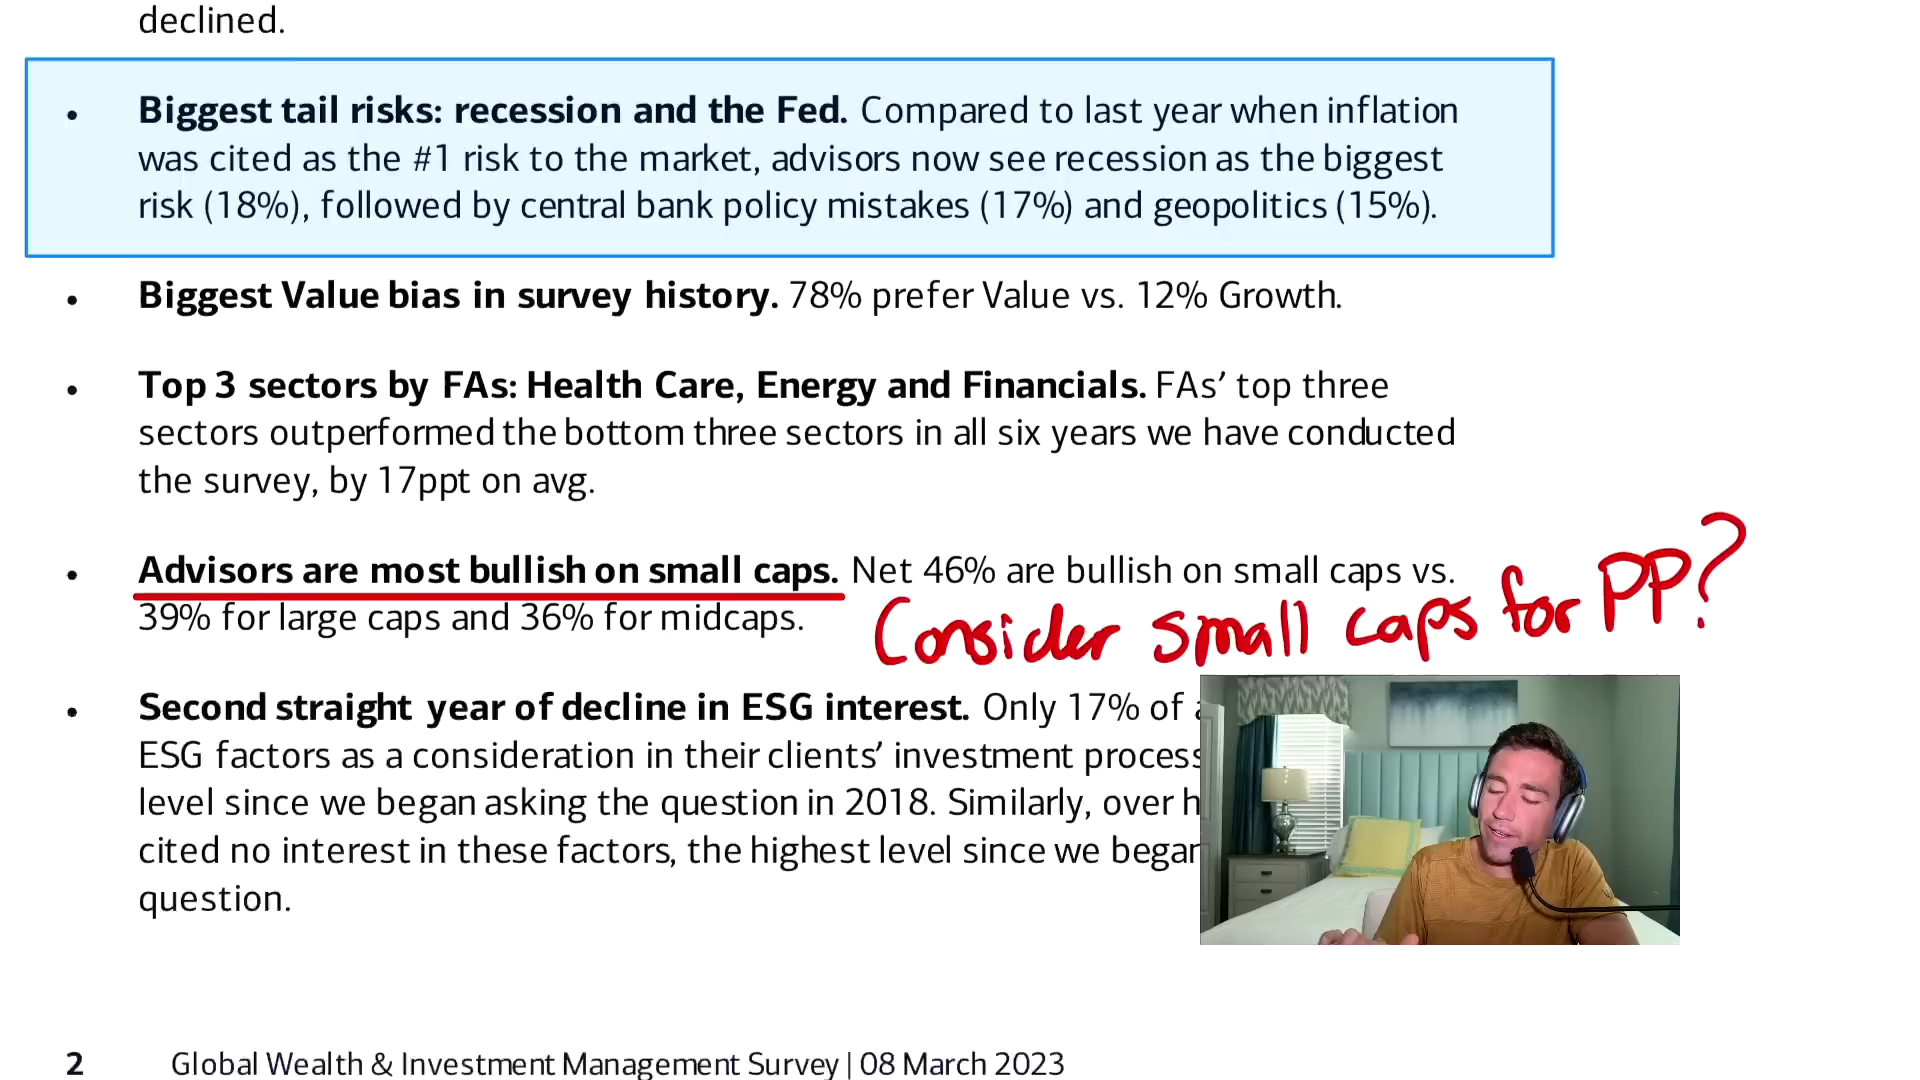 declined.
• Biggest tail risks: recession and the Fed. Compared to last year when inflation
was cited as the #1 risk to the market, advisors now see recession as the biggest
risk (18%), followed by central bank policy mistakes (17%) and geopolitics (15%).
• Biggest Value bias in survey history. 78% prefer Value vs. 12% Growth.
• Top 3 sectors by FAs: Health Care, Energy and Financials. FAs’ top three
sectors outperformed the bottom three sectors in all six years we have conducted
the survey, by 17ppt on avg.
• Advisors are most bullish on small caps. Net 46% are bullish on small caps vs.
39% for large caps and 36% for midcaps.
Consider small caps for PP?
• Second straight year of decline in ESG interest. Only 17% of
ESG factors as a consideration in their clients’ investment process
level since we began asking the question in 2018. Similarly, over
cited no interest in these factors, the highest level since we began
question.
2 Global Wealth & Investment Management Survey | 08 March 2023